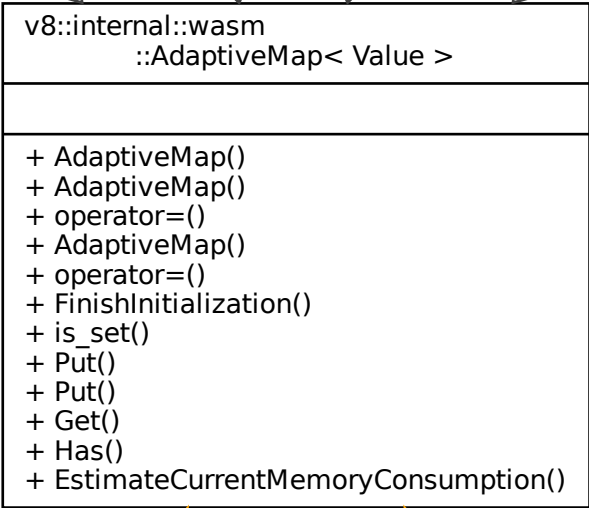 v8::internal::wasm
::AdaptiveMap< Value >
+ AdaptiveMap()
+ AdaptiveMap()
+ operator=()
+ AdaptiveMap()
+ operator=()
+ FinishInitialization()
+ is_set()
+ Put()
+ Put()
+ Get()
+ Has()
+ EstimateCurrentMemoryConsumption()